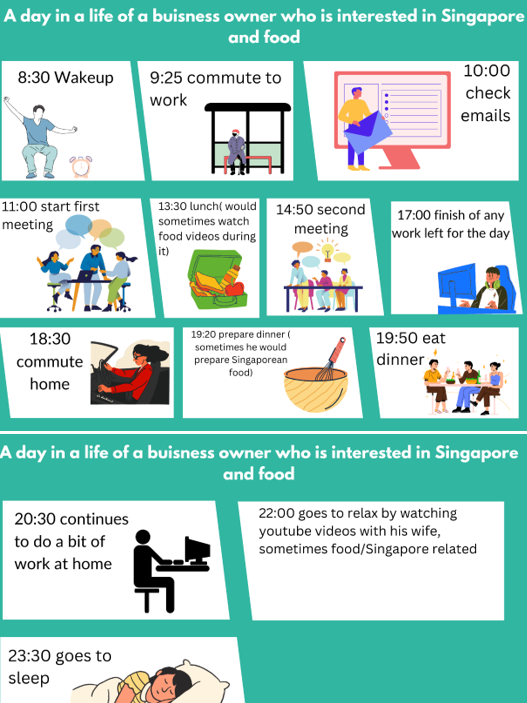 A day in a life of a buisness owner who is interested in Singapore
and food
8:30 Wakeup
9:25 commute to
work
10:00
check
emails
11:00 start first
meeting
13:30 lunch( would
sometimes watch
food videos during
it)
14:50 second
meeting
17:00 finish of any
work left for the day
18:30
commute
home
19:20 prepare dinner (
sometimes he would
prepare Singaporean
food)
19:50 eat
dinner
A day in a life of a buisness owner who is interested in Singapore
and food
20:30 continues
to do a bit of
work at home
22:00 goes to relax by watching
youtube videos with his wife,
sometimes food/Singapore related
23:30 goes to
sleep